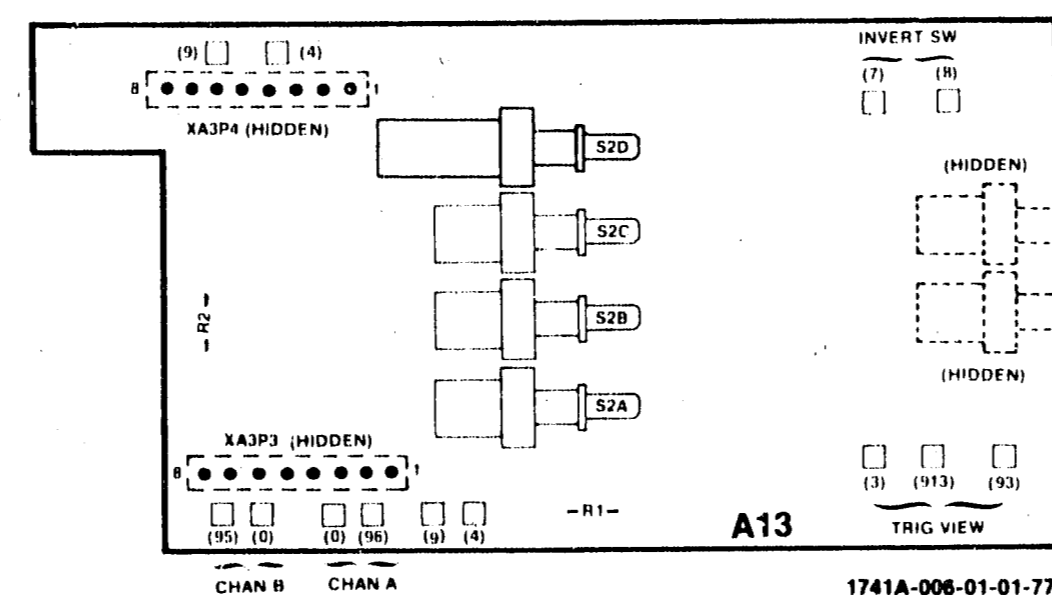 INVERT SW
(9) (4)
(7) (8)
8 1
XA3P4 (HIDDEN)
S2D
(HIDDEN)
S2C
R2
S2B
(HIDDEN)
S2A
XA3P3 (HIDDEN)
8 1
(3) (913) (93)
R1
A13
TRIG VIEW
(95) (0) (0) (96) (9) (4)
CHAN B CHAN A
1741A-006-01-01-77